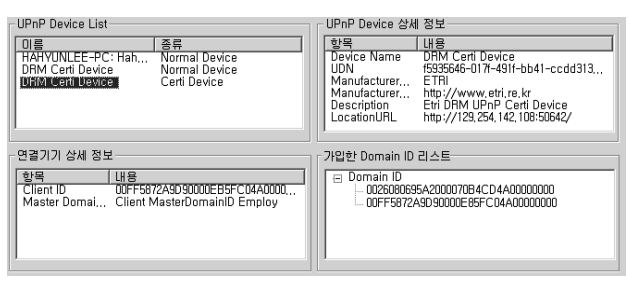 UPnP Device List
이름 종류
HAHYUNLEE-PC: Hah... Normal Device
DRM Certi Device Normal Device
DRM Certi Device Certi Device
UPnP Device 상세 정보
항목 내용
Device Name DRM Certi Device
UDN f5935646-017f-491f-bb41-ccdd313...
Manufacturer... ETRI
Manufacturer... http://www.etri.re.kr
Description Etri DRM UPnP Certi Device
LocationURL http://129.254.142.108:50642/
연결기기 상세 정보
항목 내용
Client ID 00FF5872A9D90000EB5FC04A0000...
Master Domai... Client MasterDomainID Employ
가입한 Domain ID 리스트
Domain ID
0026080695A2000070B4CD4A00000000
00FF5872A9D90000E85FC04A00000000